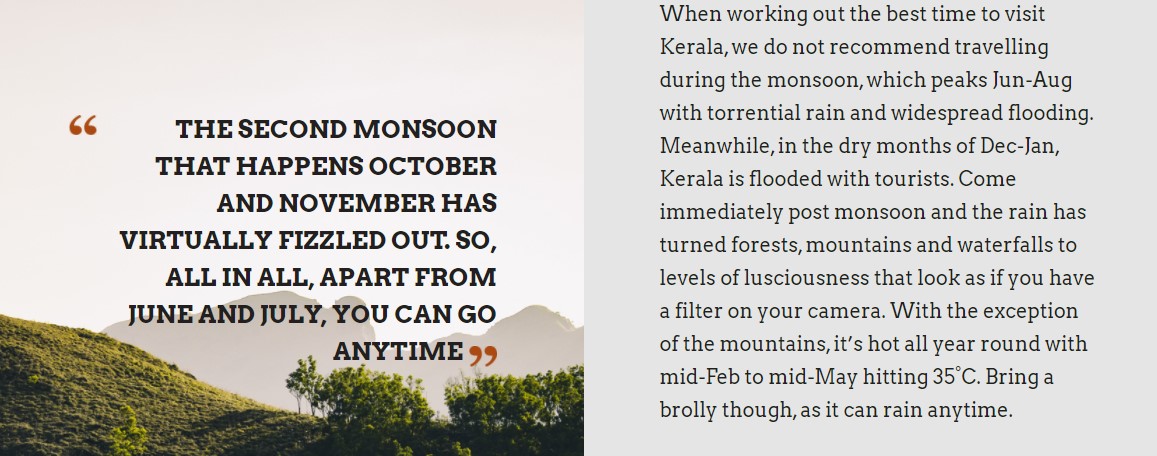 “ THE SECOND MONSOON
THAT HAPPENS OCTOBER
AND NOVEMBER HAS
VIRTUALLY FIZZLED OUT. SO,
ALL IN ALL, APART FROM
JUNE AND JULY, YOU CAN GO
ANYTIME ”
When working out the best time to visit
Kerala, we do not recommend travelling
during the monsoon, which peaks Jun-Aug
with torrential rain and widespread flooding.
Meanwhile, in the dry months of Dec-Jan,
Kerala is flooded with tourists. Come
immediately post monsoon and the rain has
turned forests, mountains and waterfalls to
levels of lusciousness that look as if you have
a filter on your camera. With the exception
of the mountains, it’s hot all year round with
mid-Feb to mid-May hitting 35°C. Bring a
brolly though, as it can rain anytime.